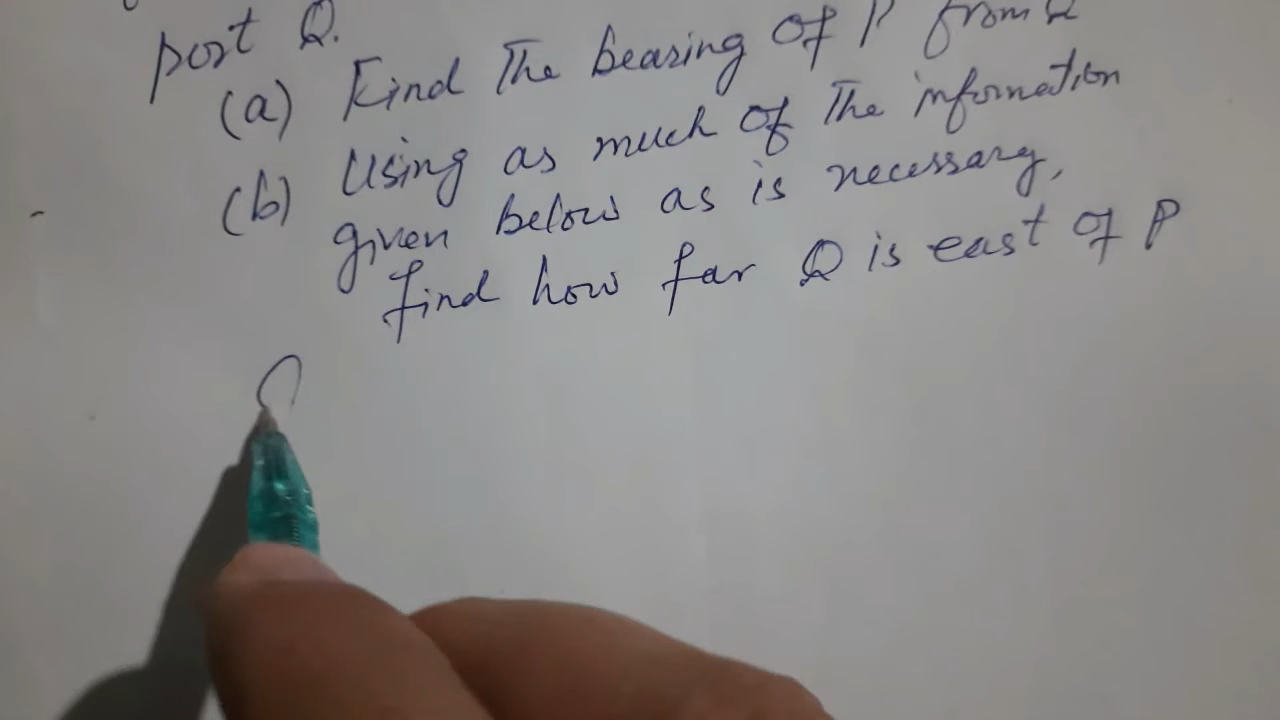 port Q.
(a) Find The bearing of P from Q
(b) Using as much of The information
given below as is necessary,
find how far Q is east of P